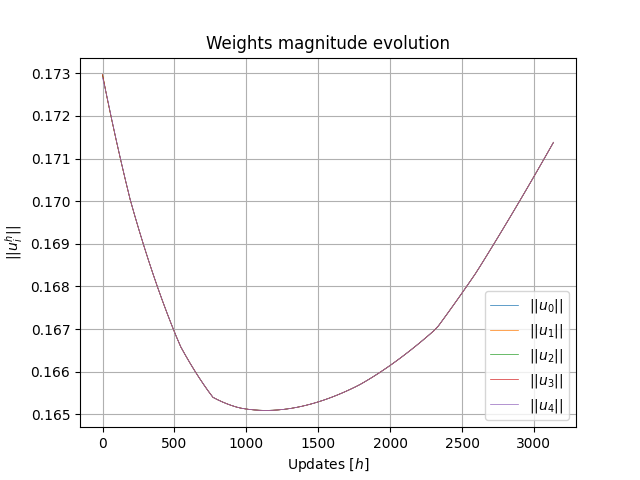 Weights magnitude evolution
0.173
0.172
0.171
0.170
0.169
0.168
0.167
0.166
0.165
||u_i^h||
0 500 1000 1500 2000 2500 3000
Updates [h]
||u_0||
||u_1||
||u_2||
||u_3||
||u_4||